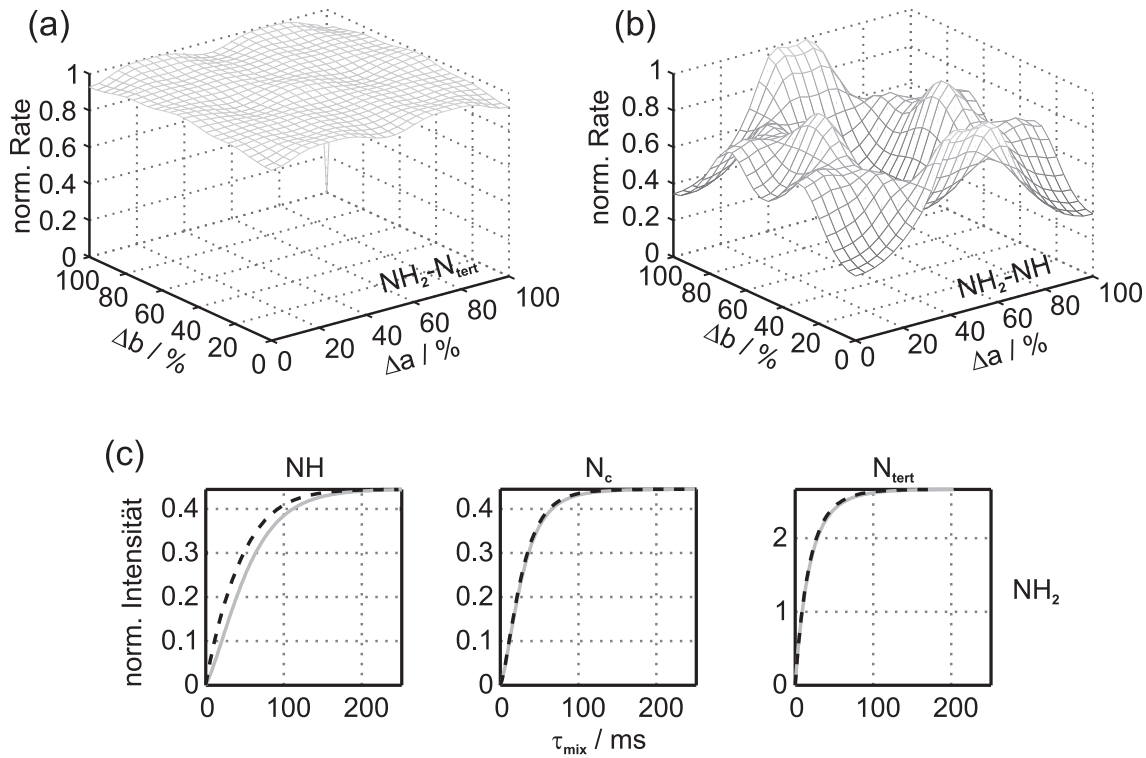 (a)
norm. Rate
1
0.8
0.6
0.4
0.2
0
100
80
60
40
20
0
Δb / %
0
20
40
60
80
100
Δa / %
NH₂-N_tert
(b)
norm. Rate
1
0.8
0.6
0.4
0.2
0
100
80
60
40
20
0
Δb / %
0
20
40
60
80
100
Δa / %
NH₂-NH
(c)
NH
N_c
N_tert
norm. Intensität
0.4
0.3
0.2
0.1
0
0 100 200
0.4
0.3
0.2
0.1
0
0 100 200
2
1
0
0 100 200
NH₂
τ_mix / ms